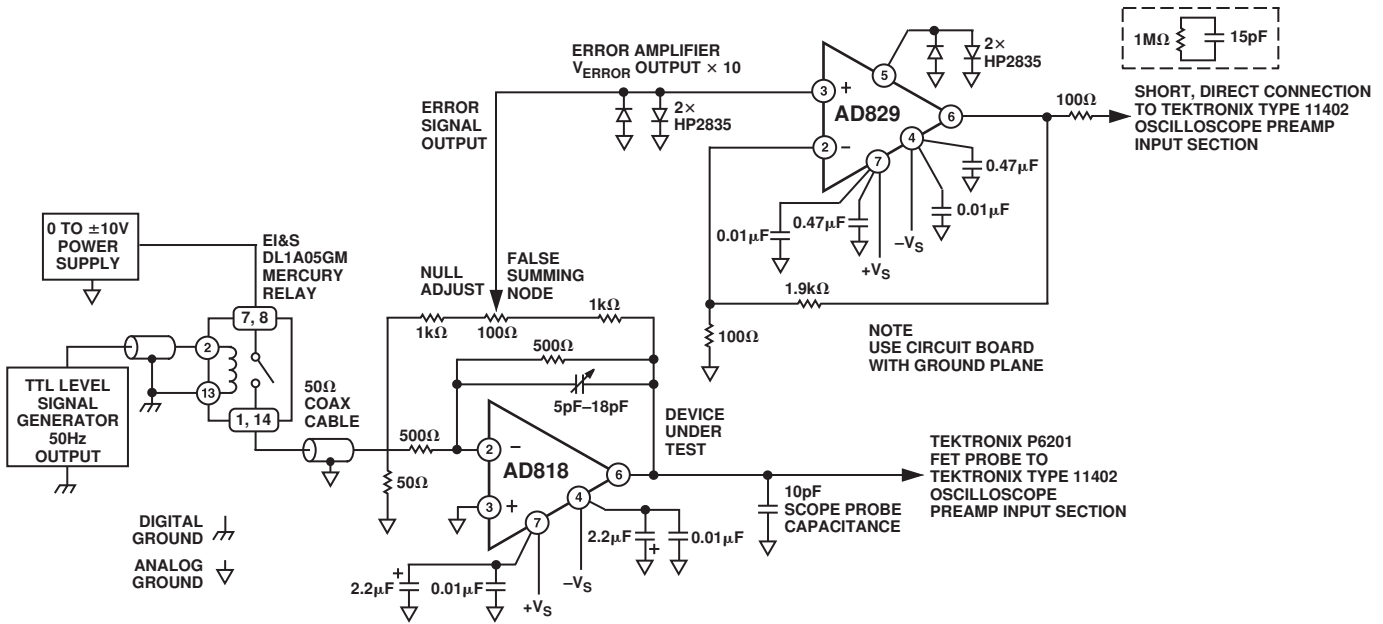 1MΩ
15pF
SHORT, DIRECT CONNECTION
TO TEKTRONIX TYPE 11402
OSCILLOSCOPE PREAMP
INPUT SECTION
100Ω
2×
HP2835
5
3
+
AD829
6
2
−
4
7
0.47μF
0.01μF
0.01μF
0.47μF
–VS
+VS
ERROR AMPLIFIER
VERROR OUTPUT × 10
2×
HP2835
ERROR
SIGNAL
OUTPUT
1.9kΩ
100Ω
NOTE
USE CIRCUIT BOARD
WITH GROUND PLANE
0 TO ±10V
POWER
SUPPLY
EI&S
DL1A05GM
MERCURY
RELAY
7, 8
2
13
1, 14
TTL LEVEL
SIGNAL
GENERATOR
50Hz
OUTPUT
50Ω
COAX
CABLE
NULL
ADJUST
FALSE
SUMMING
NODE
1kΩ
100Ω
1kΩ
500Ω
5pF–18pF
500Ω
50Ω
2
−
AD818
6
3
+
4
7
DEVICE
UNDER
TEST
10pF
SCOPE PROBE
CAPACITANCE
TEKTRONIX P6201
FET PROBE TO
TEKTRONIX TYPE 11402
OSCILLOSCOPE
PREAMP INPUT SECTION
2.2μF
+
0.01μF
–VS
+
2.2μF
0.01μF
+VS
DIGITAL
GROUND
ANALOG
GROUND